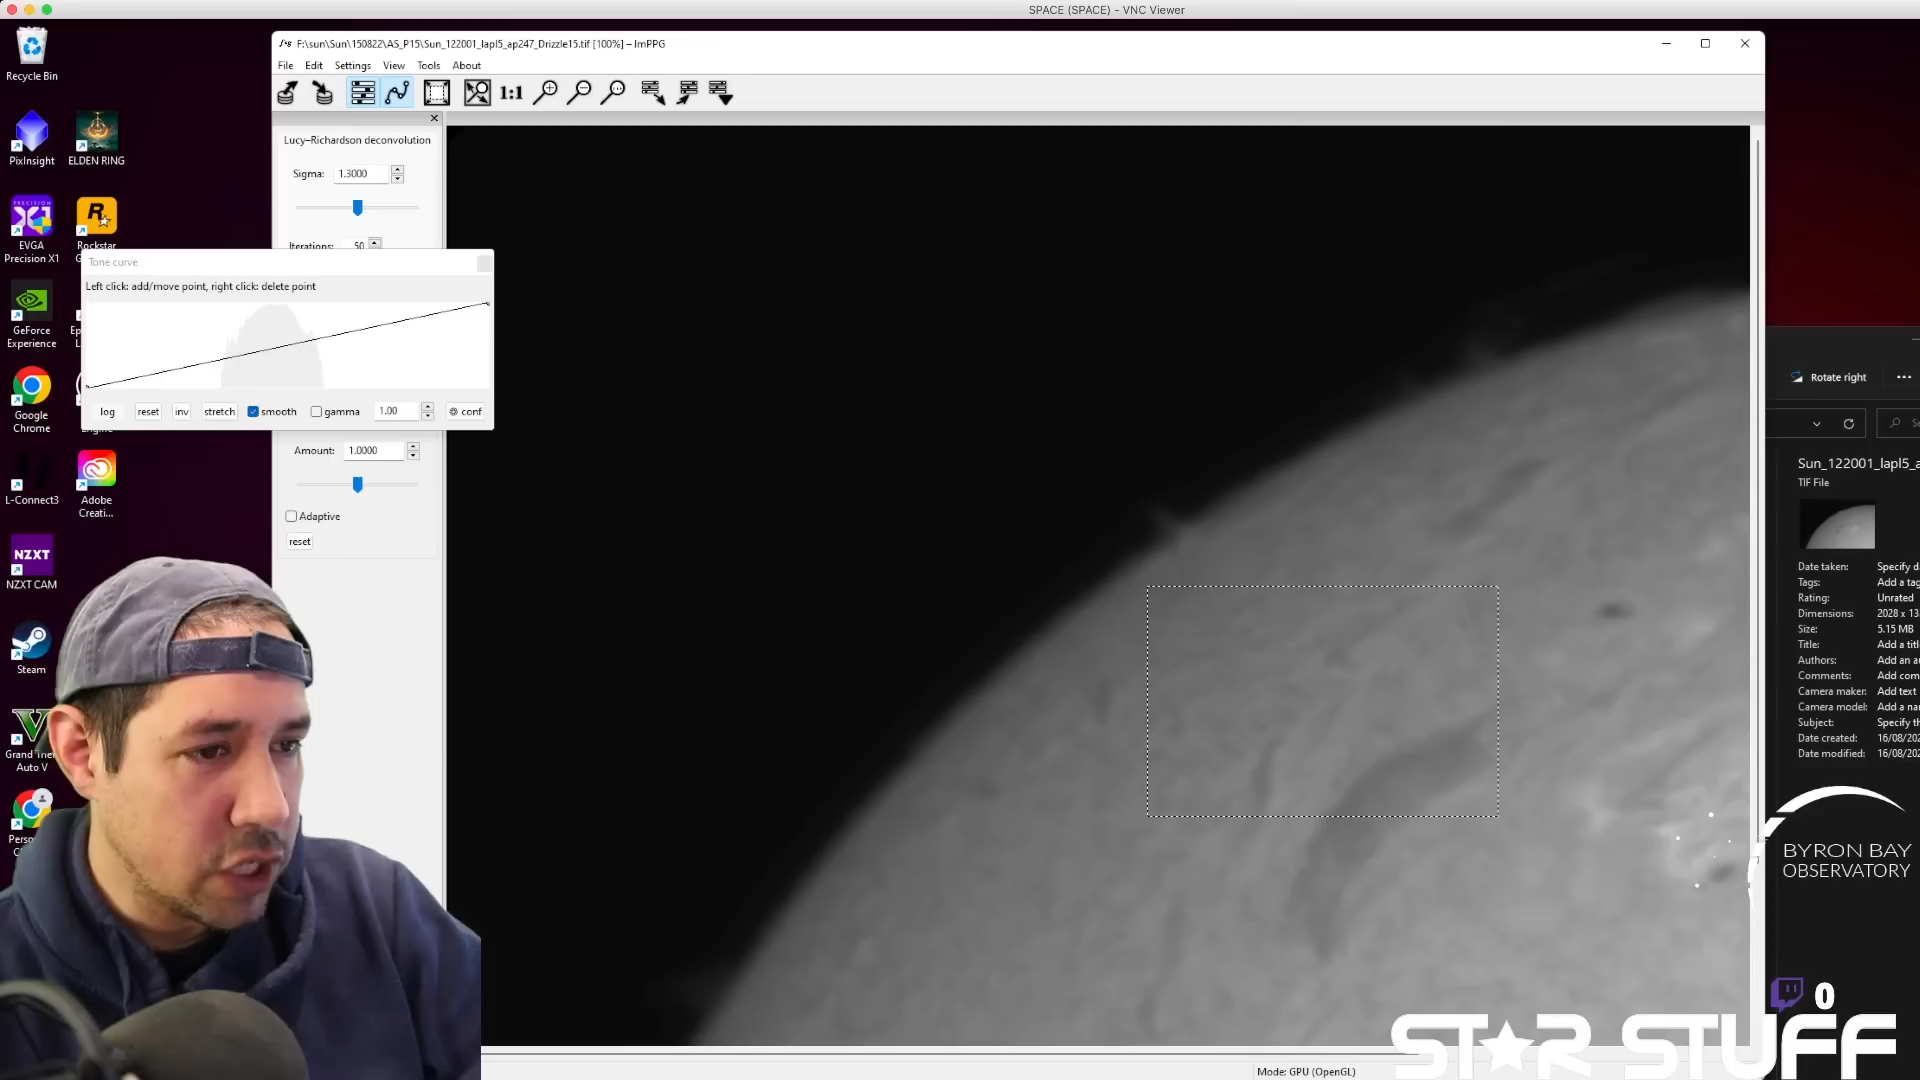 SPACE (SPACE) - VNC Viewer
F:\sun\Sun\150822\AS_P15\Sun_122001_lapl5_ap247_Drizzle15.tif [100%] – ImPPG
File Edit Settings View Tools About
1:1
Recycle Bin
PixInsight
ELDEN RING
EVGA
Precision X1
Rockstar
GeForce
Experience
Google
Chrome
L-Connect3
Adobe
Creati...
NZXT
NZXT CAM
Steam
Auto V
Lucy–Richardson deconvolution
Sigma: 1.3000
Iterations: 50
Tone curve
Left click: add/move point, right click: delete point
log reset inv stretch smooth gamma 1.00 conf
Amount: 1.0000
Adaptive
reset
Rotate right
Sun_122001_lapl5_a
TIF File
Date taken: Specify d
Tags: Add a tag
Rating: Unrated
Dimensions: 2028 x 13
Size: 5.15 MB
Title: Add a titl
Authors: Add an a
Comments: Add com
Camera maker: Add text
Camera model: Add a na
Subject: Specify th
Date created: 16/08/202
Date modified: 16/08/202
BYRON BAY
OBSERVATORY
0
STAR STUFF
Mode: GPU (OpenGL)